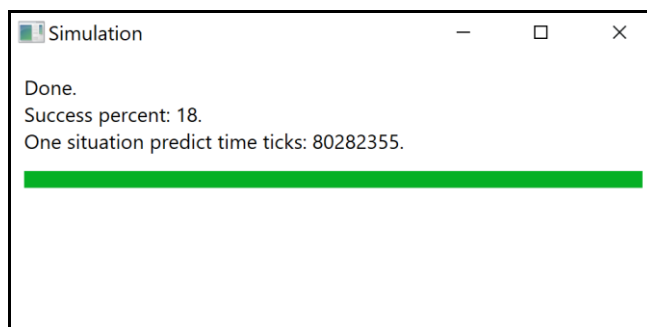 Simulation
Done.
Success percent: 18.
One situation predict time ticks: 80282355.